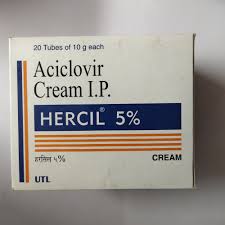 20 Tubes of 10 g each
Aciclovir
Cream I.P.
HERCIL® 5%
हरसिल ५%
CREAM
UTL